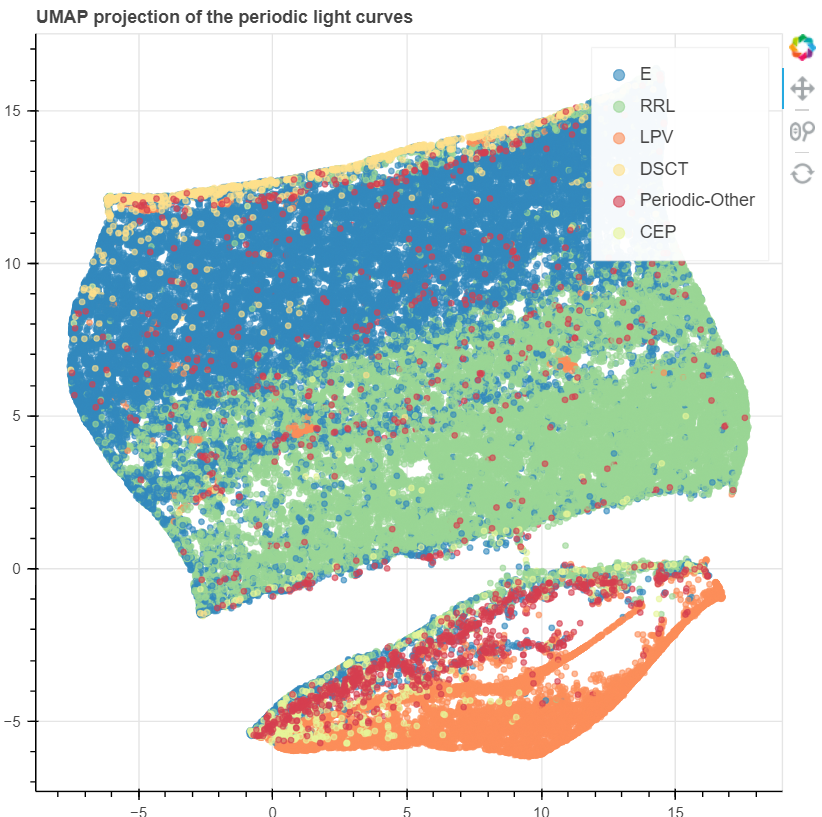 UMAP projection of the periodic light curves
E
RRL
LPV
DSCT
Periodic-Other
CEP
15
10
5
0
−5
−5
0
5
10
15